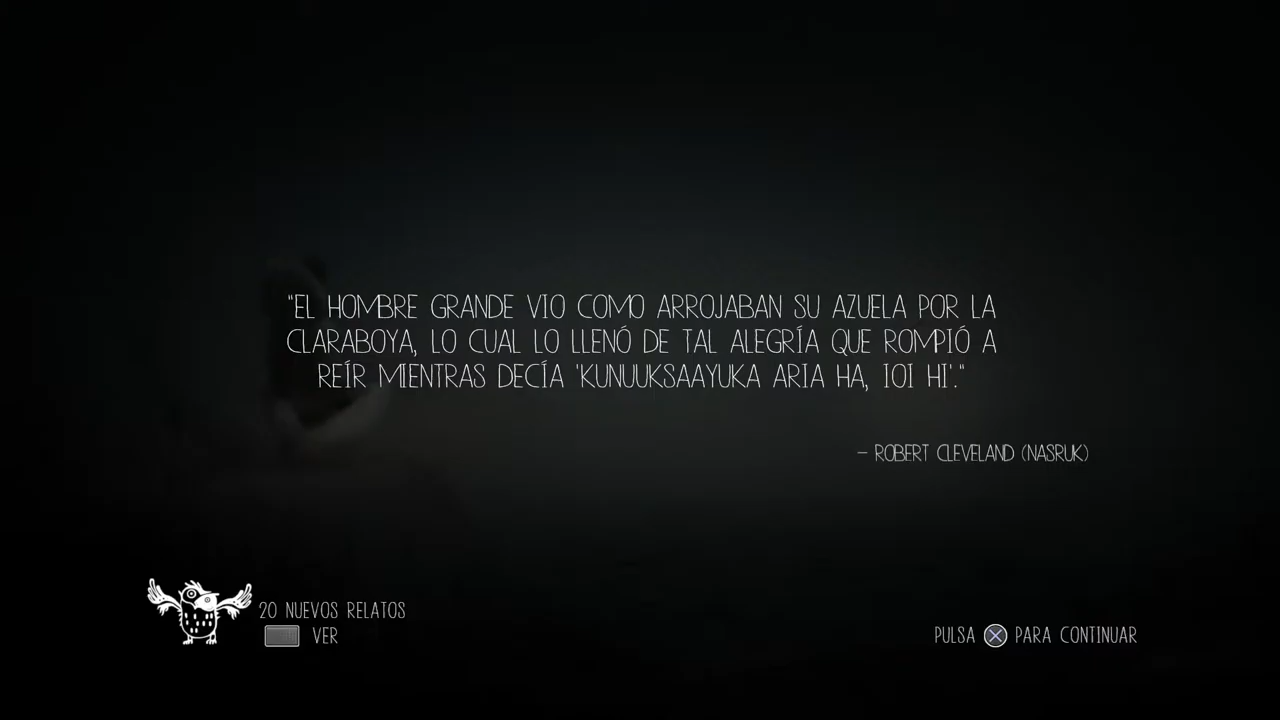 "EL HOMBRE GRANDE VIO COMO ARROJABAN SU AZUELA POR LA
CLARABOYA, LO CUAL LO LLENÓ DE TAL ALEGRÍA QUE ROMPIÓ A
REÍR MIENTRAS DECÍA 'KUNUUKSAAYUKA ARIA HA, IOI HI'."
– ROBERT CLEVELAND (NASRUK)
20 NUEVOS RELATOS
VER
PULSA PARA CONTINUAR